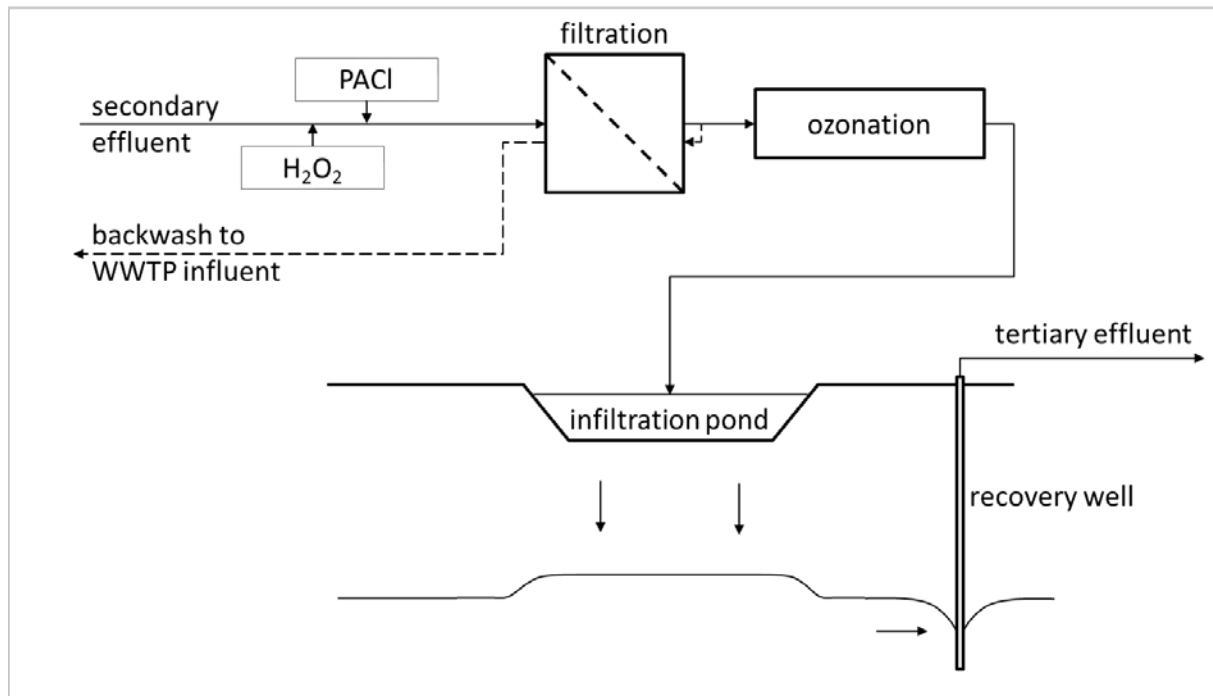 filtration
PACl
secondary
effluent
H₂O₂
ozonation
backwash to
WWTP influent
tertiary effluent
infiltration pond
recovery well